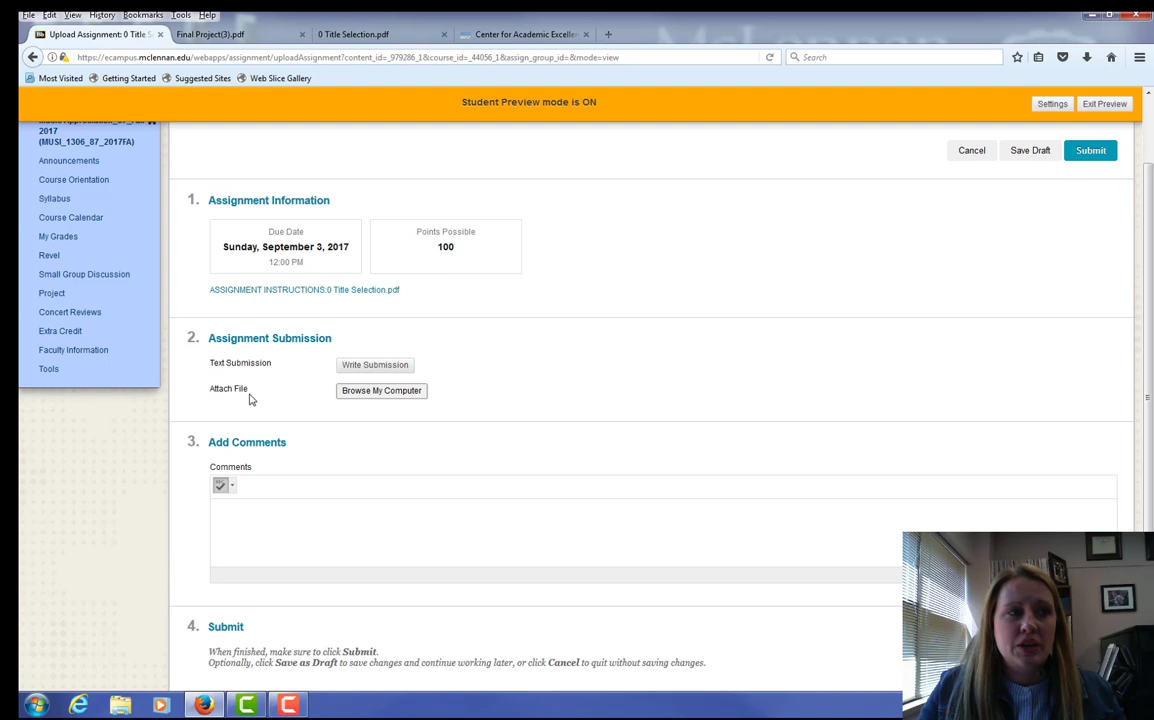 File Edit View History Bookmarks Tools Help
Upload Assignment: 0 Title S... Final Project(3).pdf 0 Title Selection.pdf Center for Academic Excellen...
https://ecampus.mclennan.edu/webapps/assignment/uploadAssignment?content_id=_979286_1&course_id=_44056_1&assign_group_id=&mode=view Search
Most Visited Getting Started Suggested Sites Web Slice Gallery
Student Preview mode is ON Settings Exit Preview
2017
(MUSI_1306_87_2017FA)
Announcements
Course Orientation
Syllabus
Course Calendar
My Grades
Revel
Small Group Discussion
Project
Concert Reviews
Extra Credit
Faculty Information
Tools
Cancel Save Draft Submit
1. Assignment Information
Due Date
Sunday, September 3, 2017
12:00 PM
Points Possible
100
ASSIGNMENT INSTRUCTIONS:0 Title Selection.pdf
2. Assignment Submission
Text Submission Write Submission
Attach File Browse My Computer
3. Add Comments
Comments
4. Submit
When finished, make sure to click Submit.
Optionally, click Save as Draft to save changes and continue working later, or click Cancel to quit without saving changes.